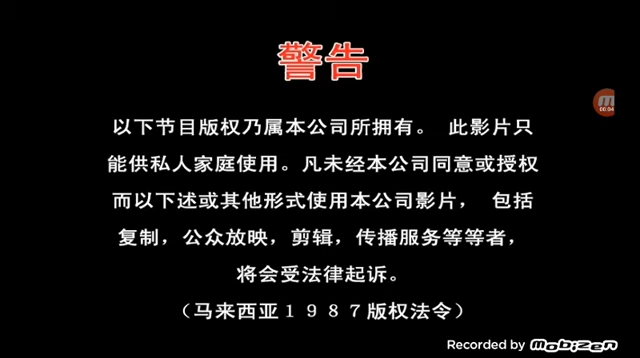 警告
以下节目版权乃属本公司所拥有。 此影片只
能供私人家庭使用。凡未经本公司同意或授权
而以下述或其他形式使用本公司影片， 包括
复制，公众放映，剪辑，传播服务等等者，
将会受法律起诉。
（马来西亚１９８７版权法令）
00:04
Recorded by mobizen